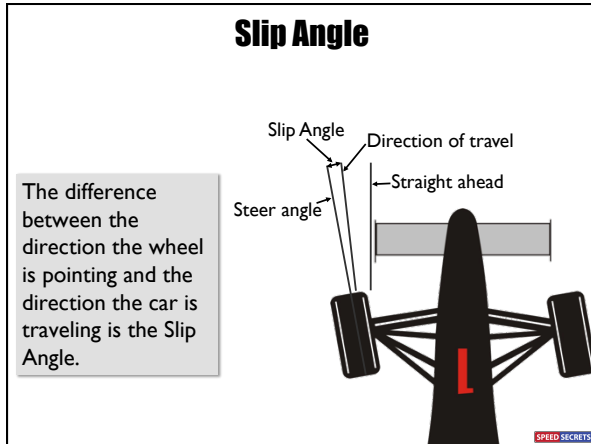 Slip Angle
Slip Angle
Direction of travel
Straight ahead
Steer angle
The difference
between the
direction the wheel
is pointing and the
direction the car is
traveling is the Slip
Angle.
1
SPEED SECRETS